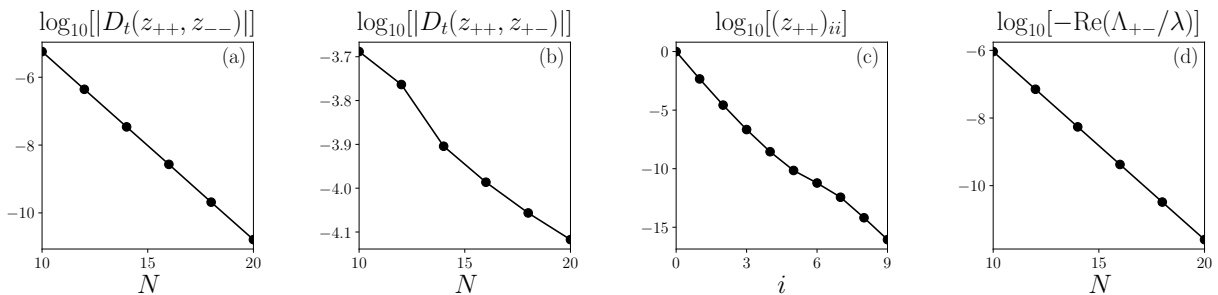 log₁₀[|Dₜ(z₊₊, z₋₋)|]
(a)
−6
−8
−10
10
15
20
N
log₁₀[|Dₜ(z₊₊, z₊₋)|]
(b)
−3.7
−3.8
−3.9
−4.0
−4.1
10
15
20
N
log₁₀[(z₊₊)ᵢᵢ]
(c)
0
−5
−10
−15
0
3
6
9
i
log₁₀[−Re(Λ₊₋/λ)]
(d)
−6
−8
−10
10
15
20
N